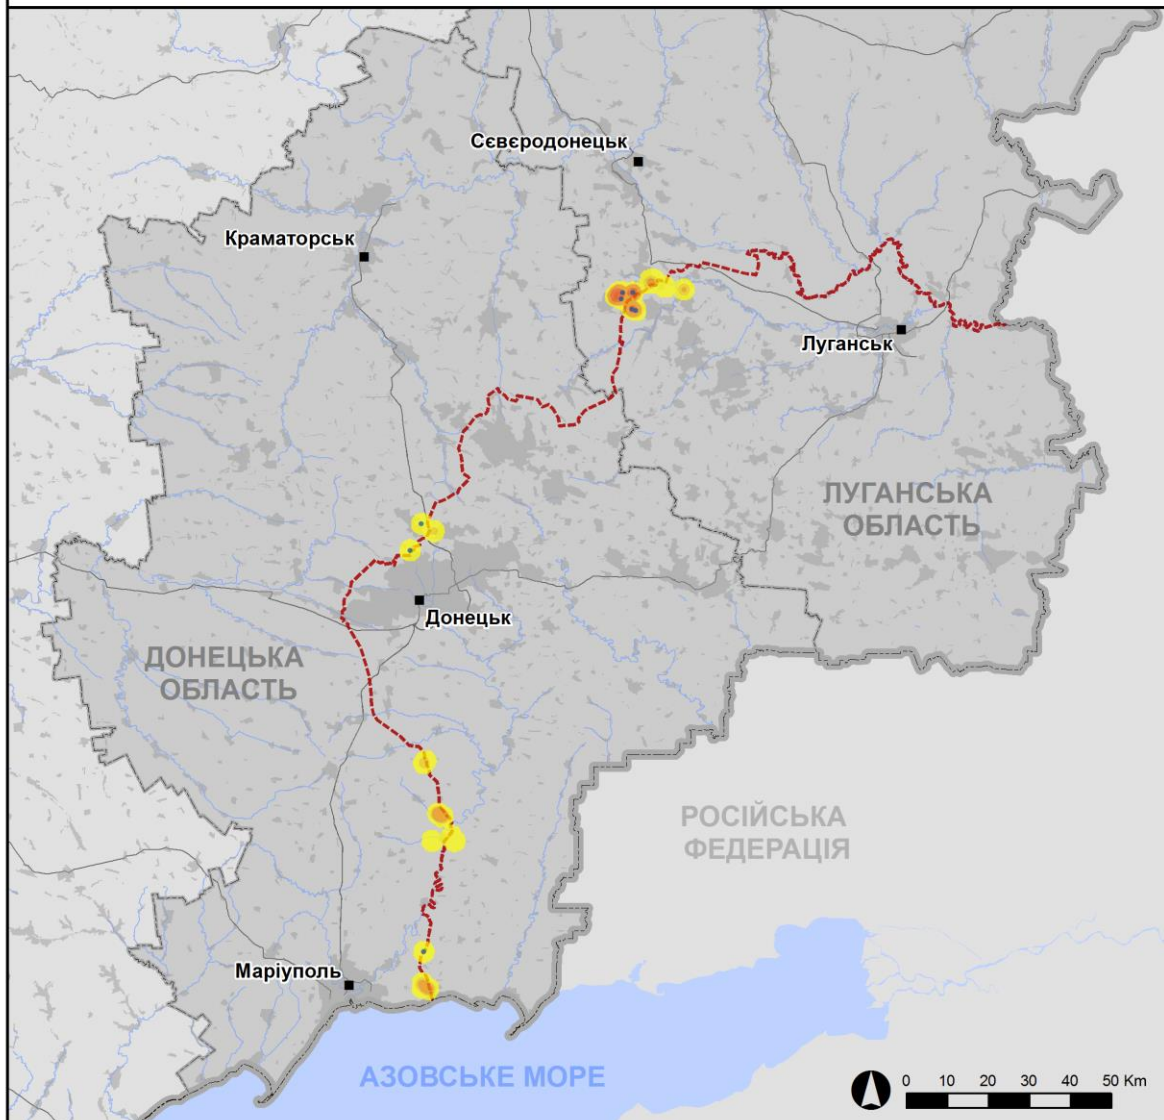 Сєвєродонецьк
Краматорськ
Луганськ
ЛУГАНСЬКА
ОБЛАСТЬ
Донецьк
ДОНЕЦЬКА
ОБЛАСТЬ
РОСІЙСЬКА
ФЕДЕРАЦІЯ
Маріуполь
АЗОВСЬКЕ МОРЕ
0 10 20 30 40 50 Km